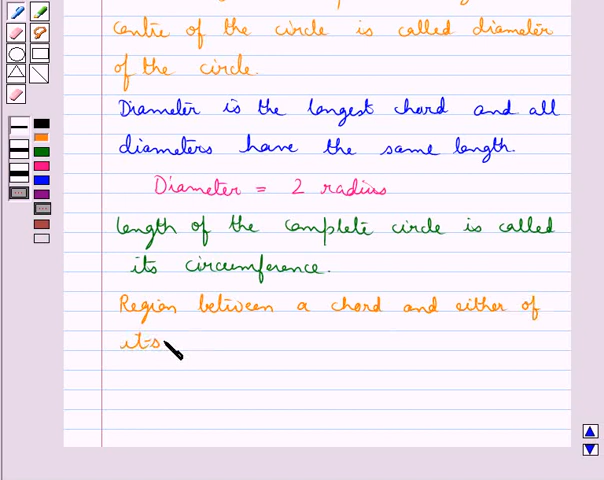 centre of the circle is called diameter
of the circle.
Diameter is the longest chord and all
diameters have the same length.
Diameter = 2 radius
length of the complete circle is called
its circumference.
Region between a chord and either of
its